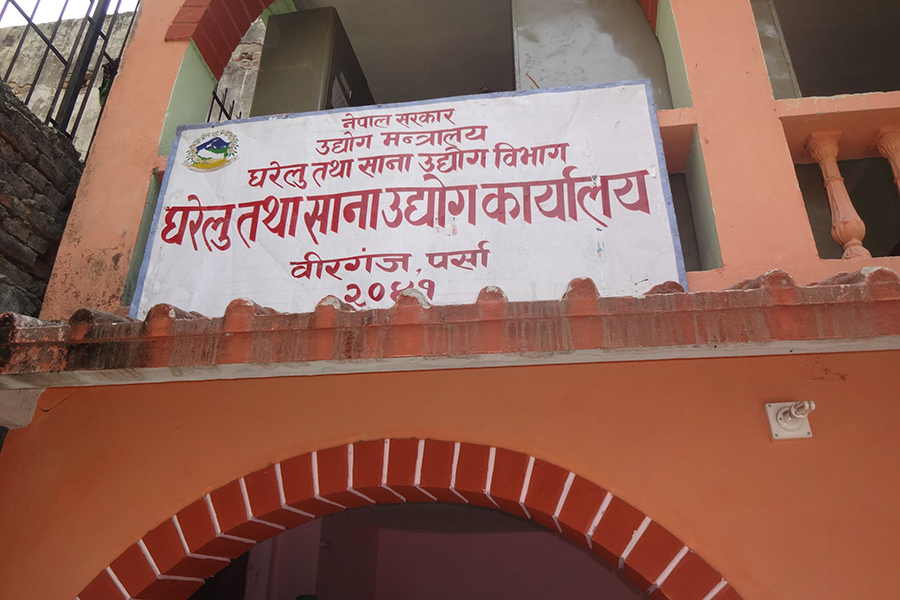 नेपाल सरकार
उद्योग मन्त्रालय
घरेलु तथा साना उद्योग विभाग
घरेलु तथा साना उद्योग कार्यालय
वीरगंज, पर्सा
२०४१